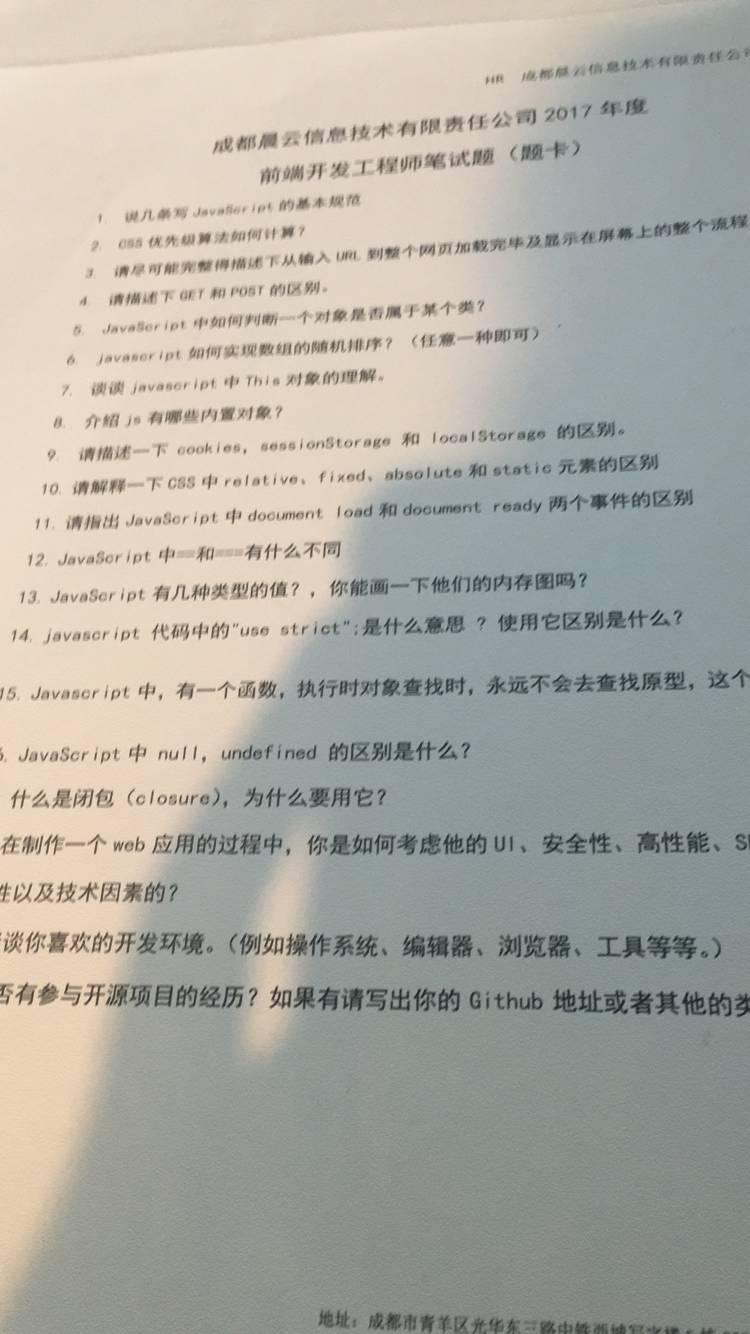 HR 成都晨云信息技术有限责任公司
成都晨云信息技术有限责任公司 2017 年度
前端开发工程师笔试题（题卡）
1. 说几条写 JavaScript 的基本规范
2. CSS 优先级算法如何计算？
3. 请尽可能完整得描述下从输入 URL 到整个网页加载完毕及显示在屏幕上的整个流程
4. 请描述下 GET 和 POST 的区别。
5. JavaScript 中如何判断一个对象是否属于某个类？
6. javascript 如何实现数组的随机排序？（任意一种即可）
7. 谈谈 javascript 中 This 对象的理解。
8. 介绍 js 有哪些内置对象？
9. 请描述一下 cookies，sessionStorage 和 localStorage 的区别。
10. 请解释一下 CSS 中 relative、fixed、absolute 和 static 元素的区别
11. 请指出 JavaScript 中 document load 和 document ready 两个事件的区别
12. JavaScript 中==和===有什么不同
13. JavaScript 有几种类型的值？，你能画一下他们的内存图吗？
14. javascript 代码中的"use strict";是什么意思 ？使用它区别是什么？
15. Javascript 中，有一个函数，执行时对象查找时，永远不会去查找原型，这个
6. JavaScript 中 null，undefined 的区别是什么？
什么是闭包（closure），为什么要用它？
在制作一个 web 应用的过程中，你是如何考虑他的 UI、安全性、高性能、SE
性以及技术因素的？
谈你喜欢的开发环境。（例如操作系统、编辑器、浏览器、工具等等。）
否有参与开源项目的经历？如果有请写出你的 Github 地址或者其他的类
地址：成都市青羊区光华东三路中铁西城写字楼